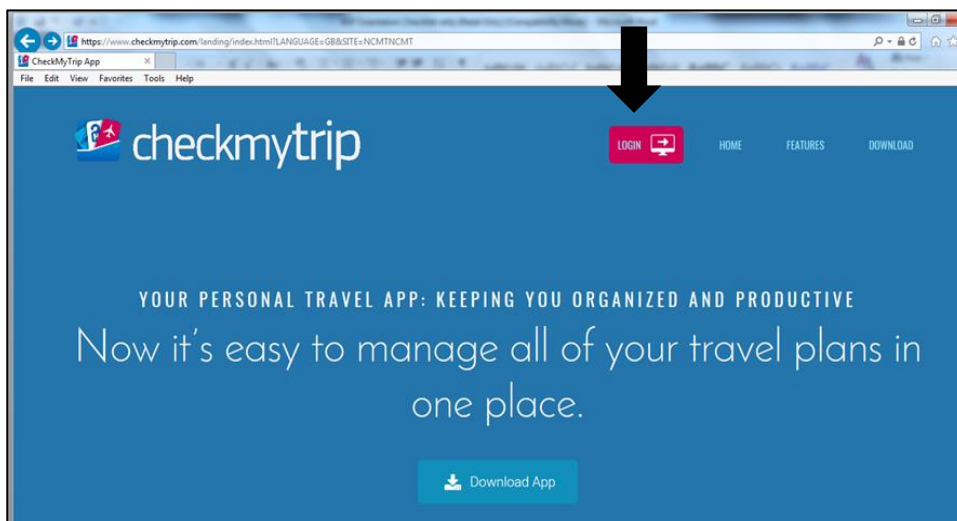 https://www.checkmytrip.com/landing/index.html?LANGUAGE=GB&SITE=NCMTNCMT
CheckMyTrip App
File Edit View Favorites Tools Help
checkmytrip
LOGIN HOME FEATURES DOWNLOAD
YOUR PERSONAL TRAVEL APP: KEEPING YOU ORGANIZED AND PRODUCTIVE
Now it's easy to manage all of your travel plans in
one place.
Download App